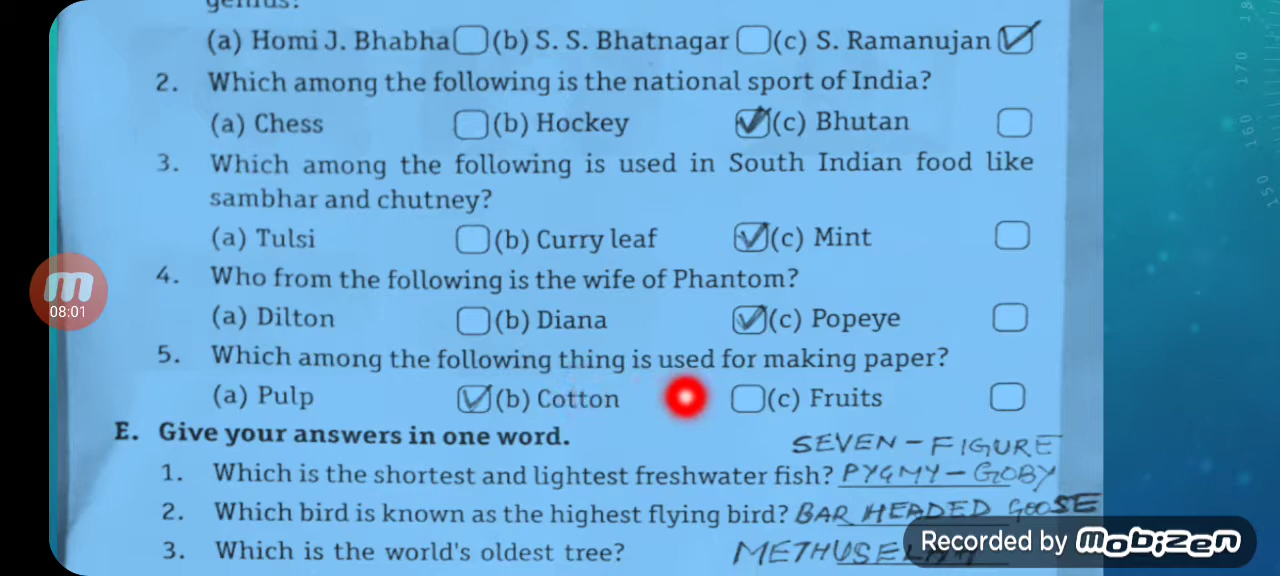 genius?
(a) Homi J. Bhabha (b) S. S. Bhatnagar (c) S. Ramanujan
2. Which among the following is the national sport of India?
(a) Chess (b) Hockey (c) Bhutan
3. Which among the following is used in South Indian food like
sambhar and chutney?
(a) Tulsi (b) Curry leaf (c) Mint
4. Who from the following is the wife of Phantom?
(a) Dilton (b) Diana (c) Popeye
5. Which among the following thing is used for making paper?
(a) Pulp (b) Cotton (c) Fruits
E. Give your answers in one word.
SEVEN-FIGURE
1. Which is the shortest and lightest freshwater fish? PYGMY-GOBY
2. Which bird is known as the highest flying bird? BAR HEADED GOOSE
3. Which is the world's oldest tree? METHUSELAH
Recorded by mobizen
m
08:01
150 160 170 18